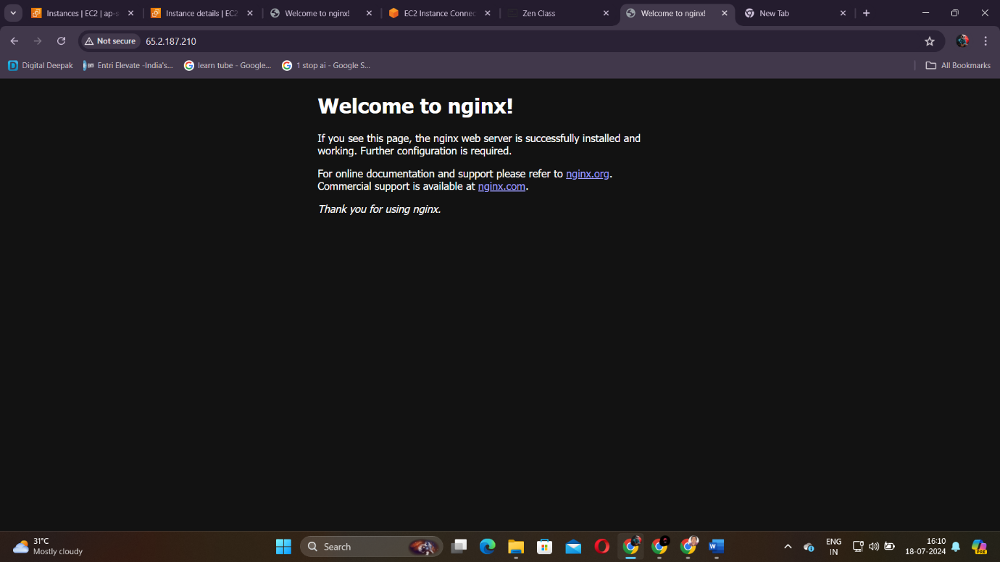 Instances | EC2 | ap-s
Instance details | EC2
Welcome to nginx!
EC2 Instance Connec
Zen Class
Welcome to nginx!
New Tab
Not secure
65.2.187.210
Digital Deepak
Entri Elevate -India's...
learn tube - Google...
1 stop ai - Google S...
All Bookmarks
Welcome to nginx!
If you see this page, the nginx web server is successfully installed and
working. Further configuration is required.
For online documentation and support please refer to nginx.org.
Commercial support is available at nginx.com.
Thank you for using nginx.
31°C
Mostly cloudy
Search
ENG
IN
16:10
18-07-2024
PRE